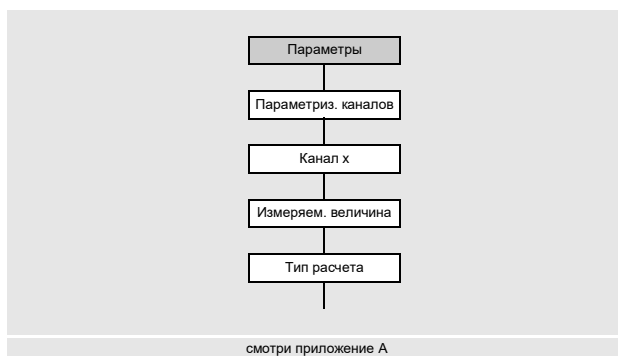 Параметры
Параметриз. каналов
Канал x
Измеряем. величина
Тип расчета
смотри приложение А